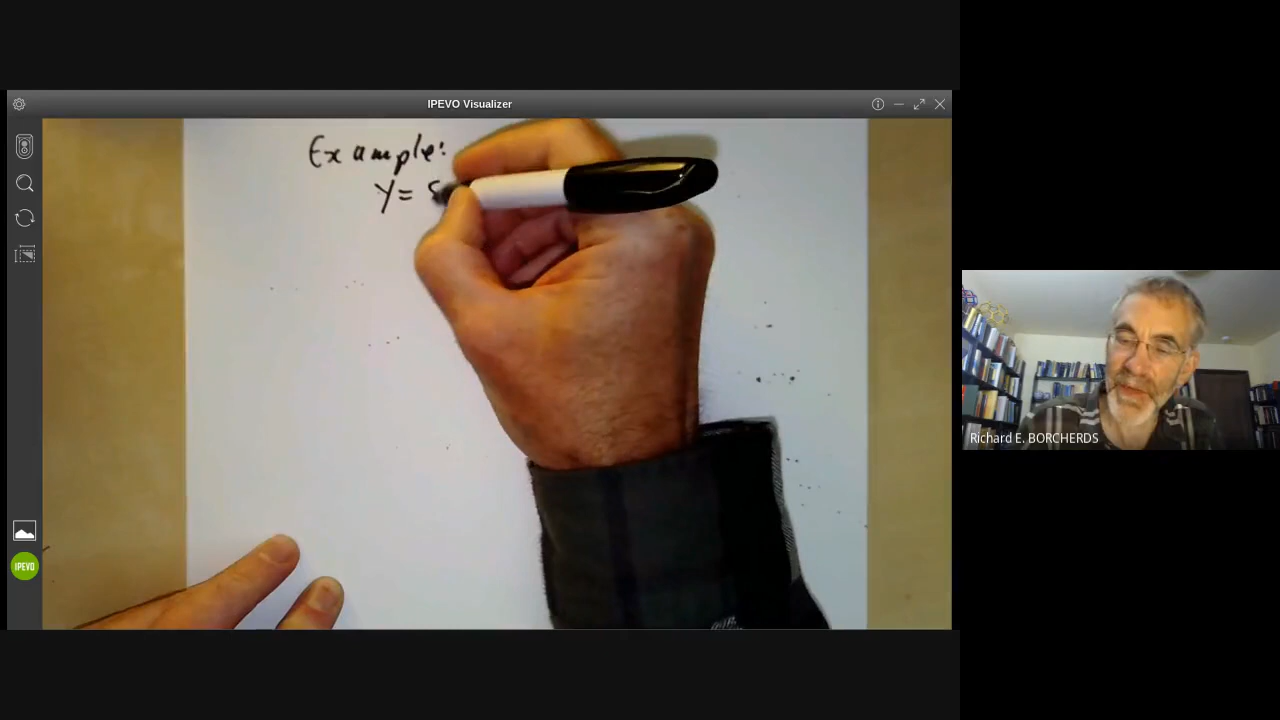 IPEVO Visualizer
Example:
Y= S
IPEVO
Richard E. BORCHERDS